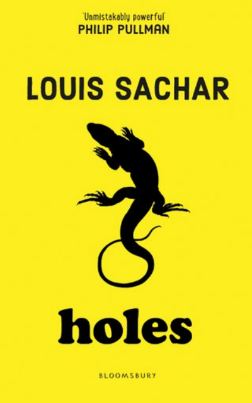 'Unmistakably powerful'
PHILIP PULLMAN
LOUIS SACHAR
holes
BLOOMSBURY